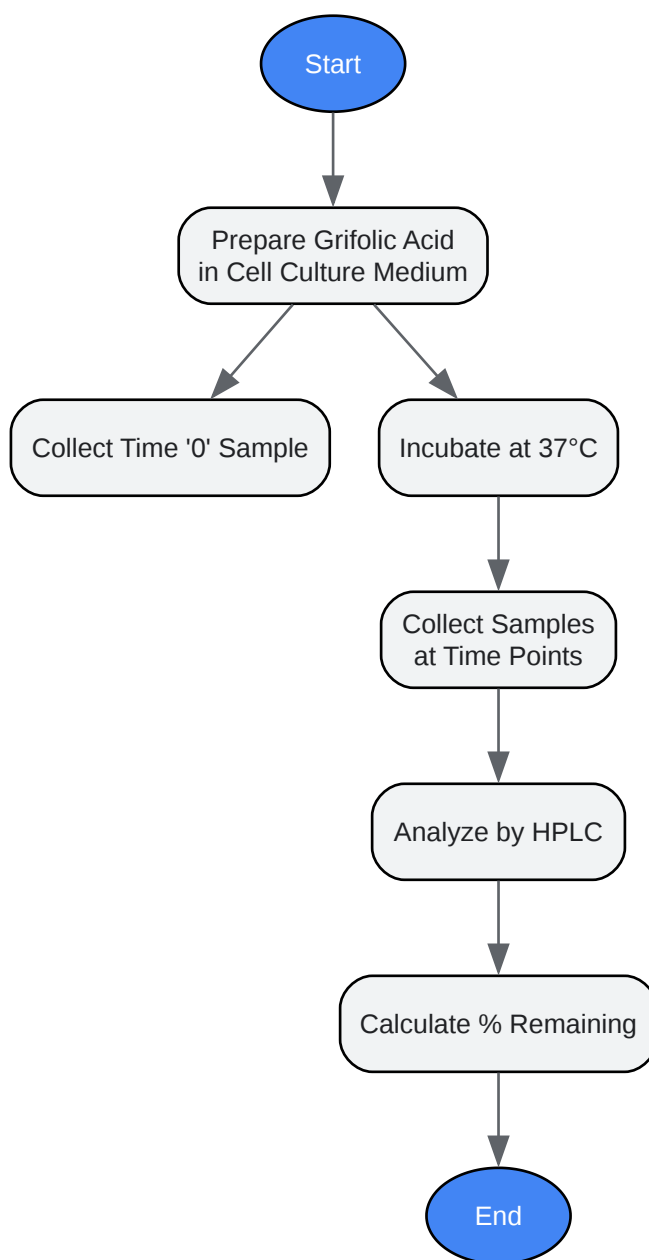 Start
Prepare Grifolic Acid
in Cell Culture Medium
Collect Time '0' Sample
Incubate at 37°C
Collect Samples
at Time Points
Analyze by HPLC
Calculate % Remaining
End